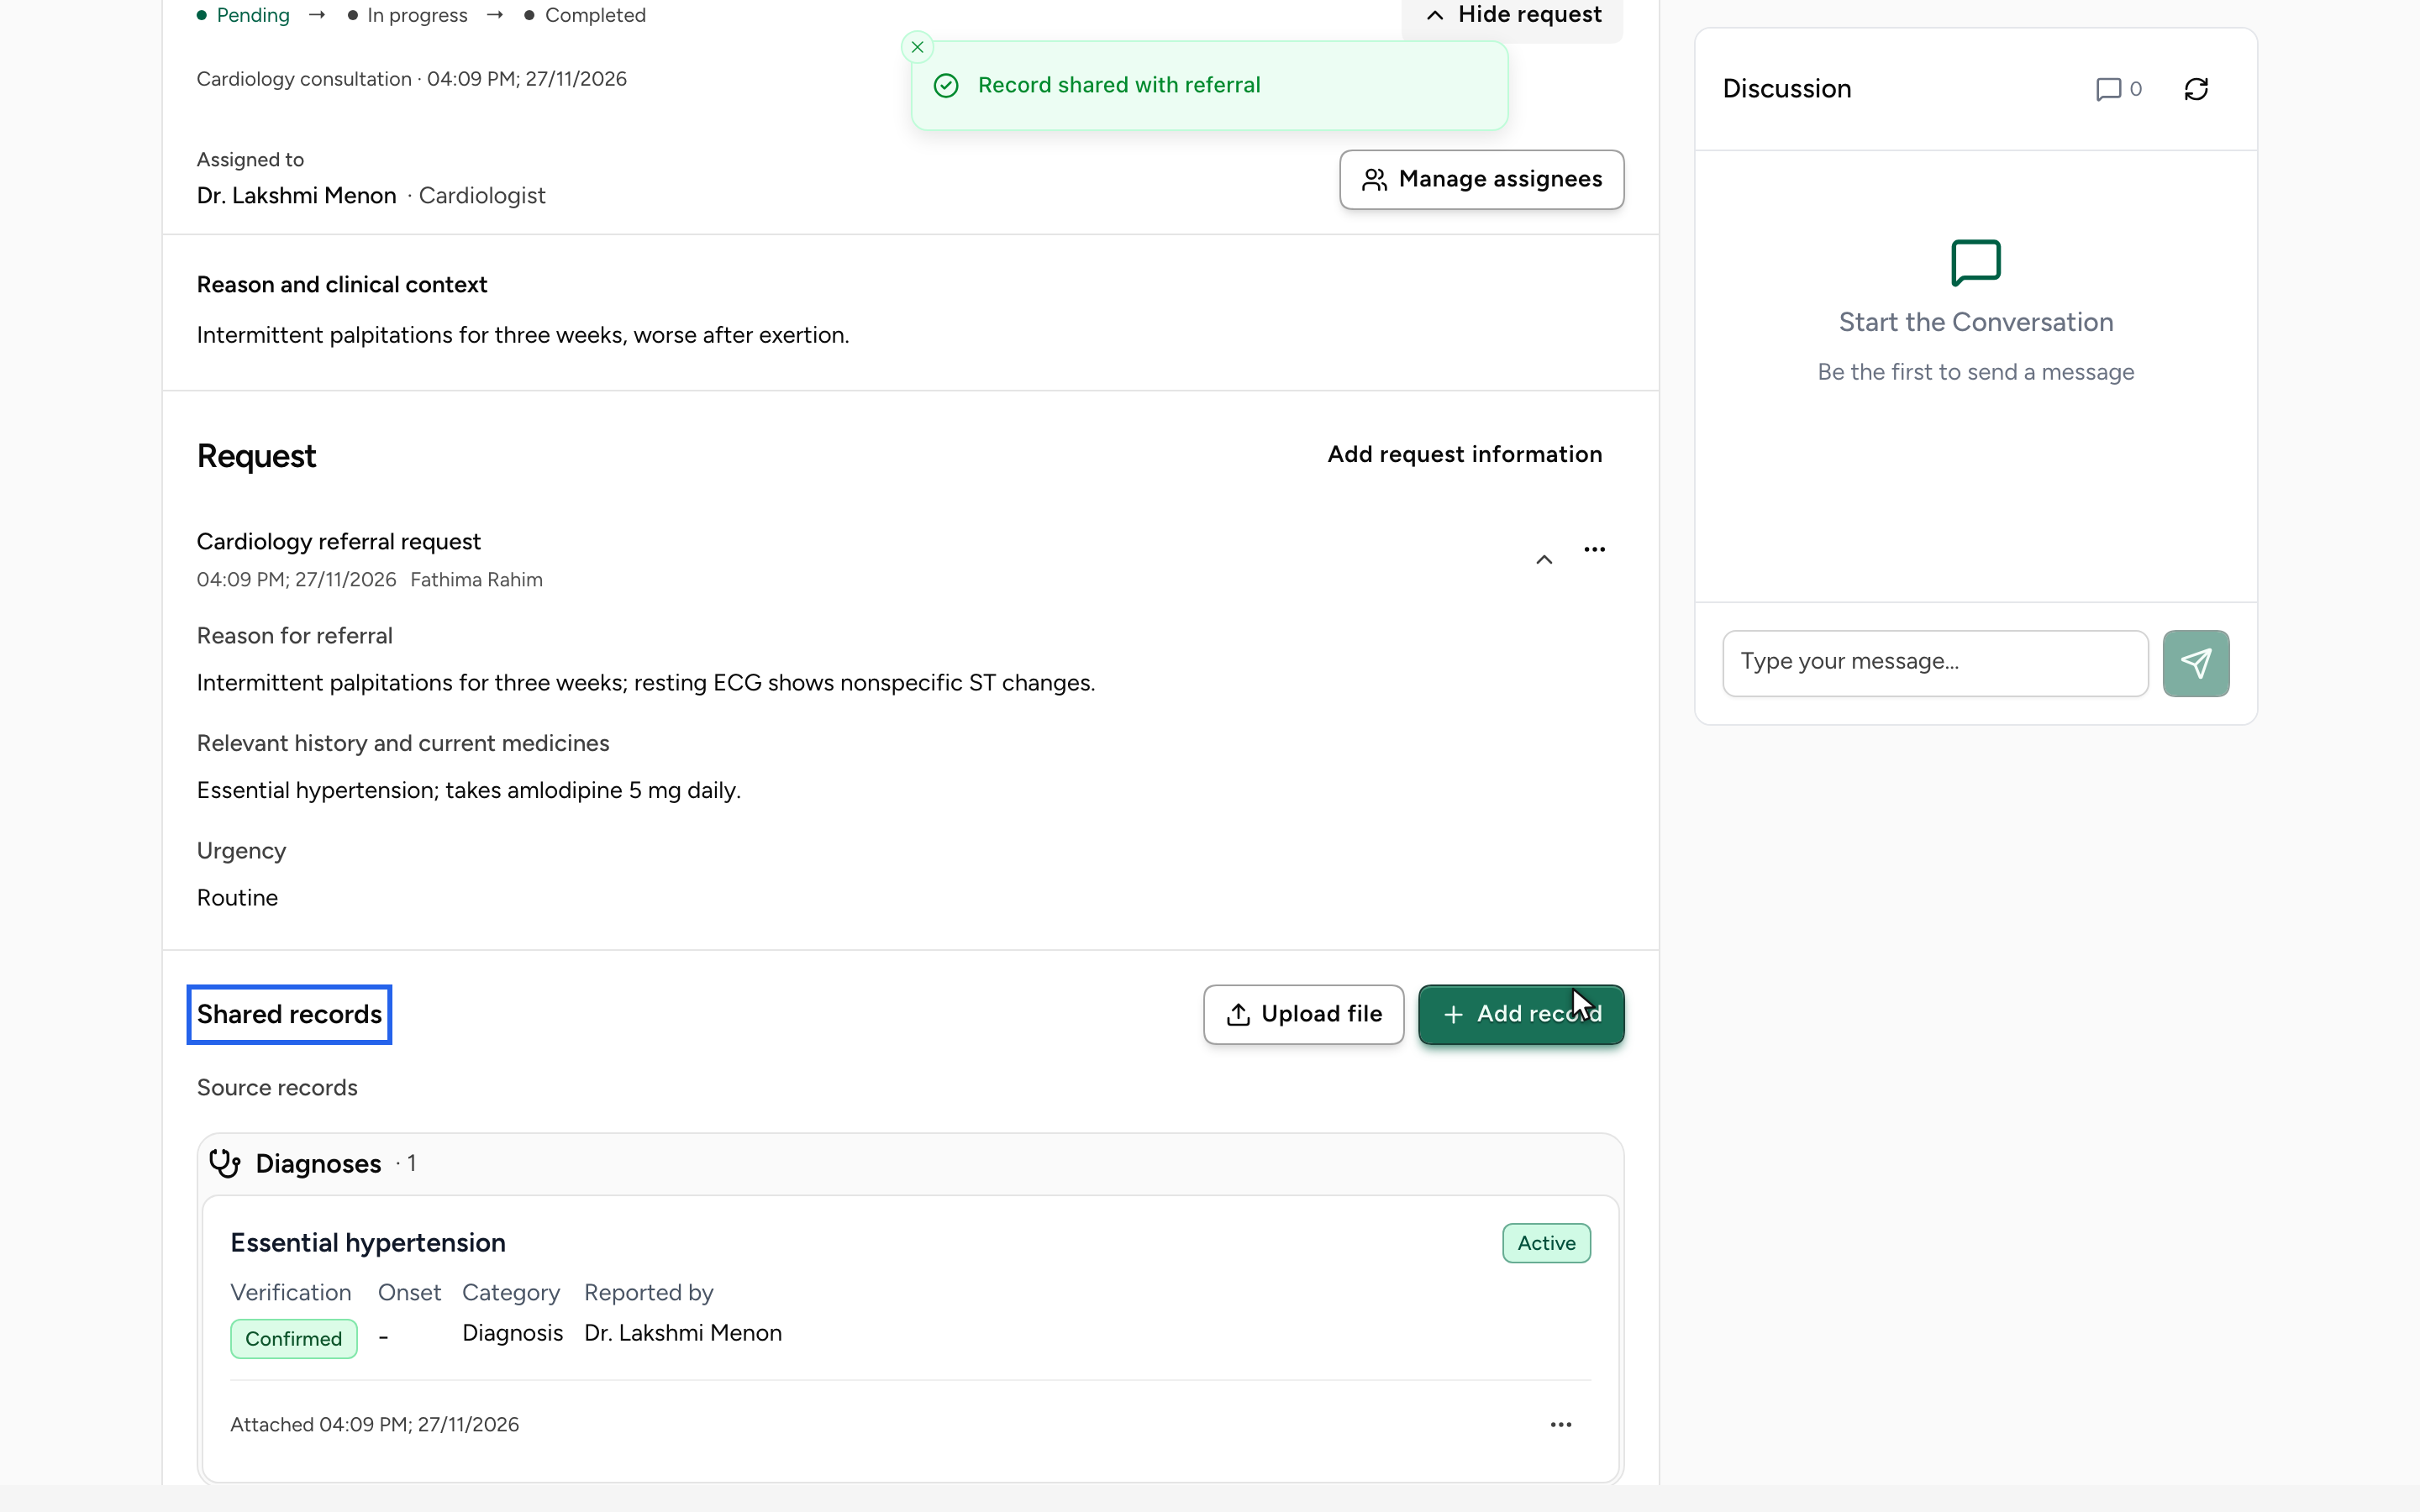 Pending → In progress → Completed
Hide request
Record shared with referral
Cardiology consultation · 04:09 PM; 27/11/2026
Assigned to
Dr. Lakshmi Menon · Cardiologist
Manage assignees
Reason and clinical context
Intermittent palpitations for three weeks, worse after exertion.
Request
Add request information
Cardiology referral request
04:09 PM; 27/11/2026 Fathima Rahim
Reason for referral
Intermittent palpitations for three weeks; resting ECG shows nonspecific ST changes.
Relevant history and current medicines
Essential hypertension; takes amlodipine 5 mg daily.
Urgency
Routine
Shared records
Upload file
+ Add record
Source records
Diagnoses · 1
Essential hypertension
Active
Verification Onset Category Reported by
Confirmed - Diagnosis Dr. Lakshmi Menon
Attached 04:09 PM; 27/11/2026
Discussion
0
Start the Conversation
Be the first to send a message
Type your message...